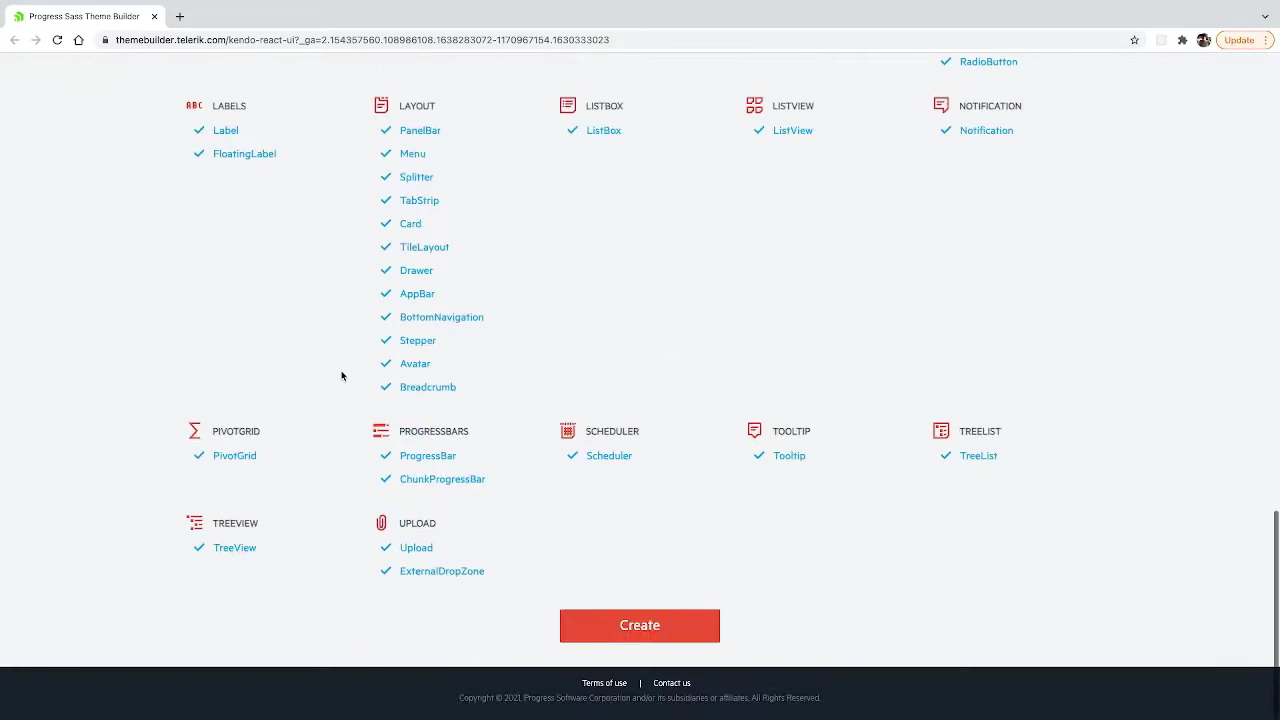 Progress Sass Theme Builder
themebuilder.telerik.com/kendo-react-ui?_ga=2.154357560.108986108.1638283072-1170967154.1630333023
Update
RadioButton
ABC LABELS
Label
FloatingLabel
LAYOUT
PanelBar
Menu
Splitter
TabStrip
Card
TileLayout
Drawer
AppBar
BottomNavigation
Stepper
Avatar
Breadcrumb
LISTBOX
ListBox
LISTVIEW
ListView
NOTIFICATION
Notification
PIVOTGRID
PivotGrid
PROGRESSBARS
ProgressBar
ChunkProgressBar
SCHEDULER
Scheduler
TOOLTIP
Tooltip
TREELIST
TreeList
TREEVIEW
TreeView
UPLOAD
Upload
ExternalDropZone
Create
Terms of use | Contact us
Copyright © 2021, Progress Software Corporation and/or its subsidiaries or affiliates. All Rights Reserved.